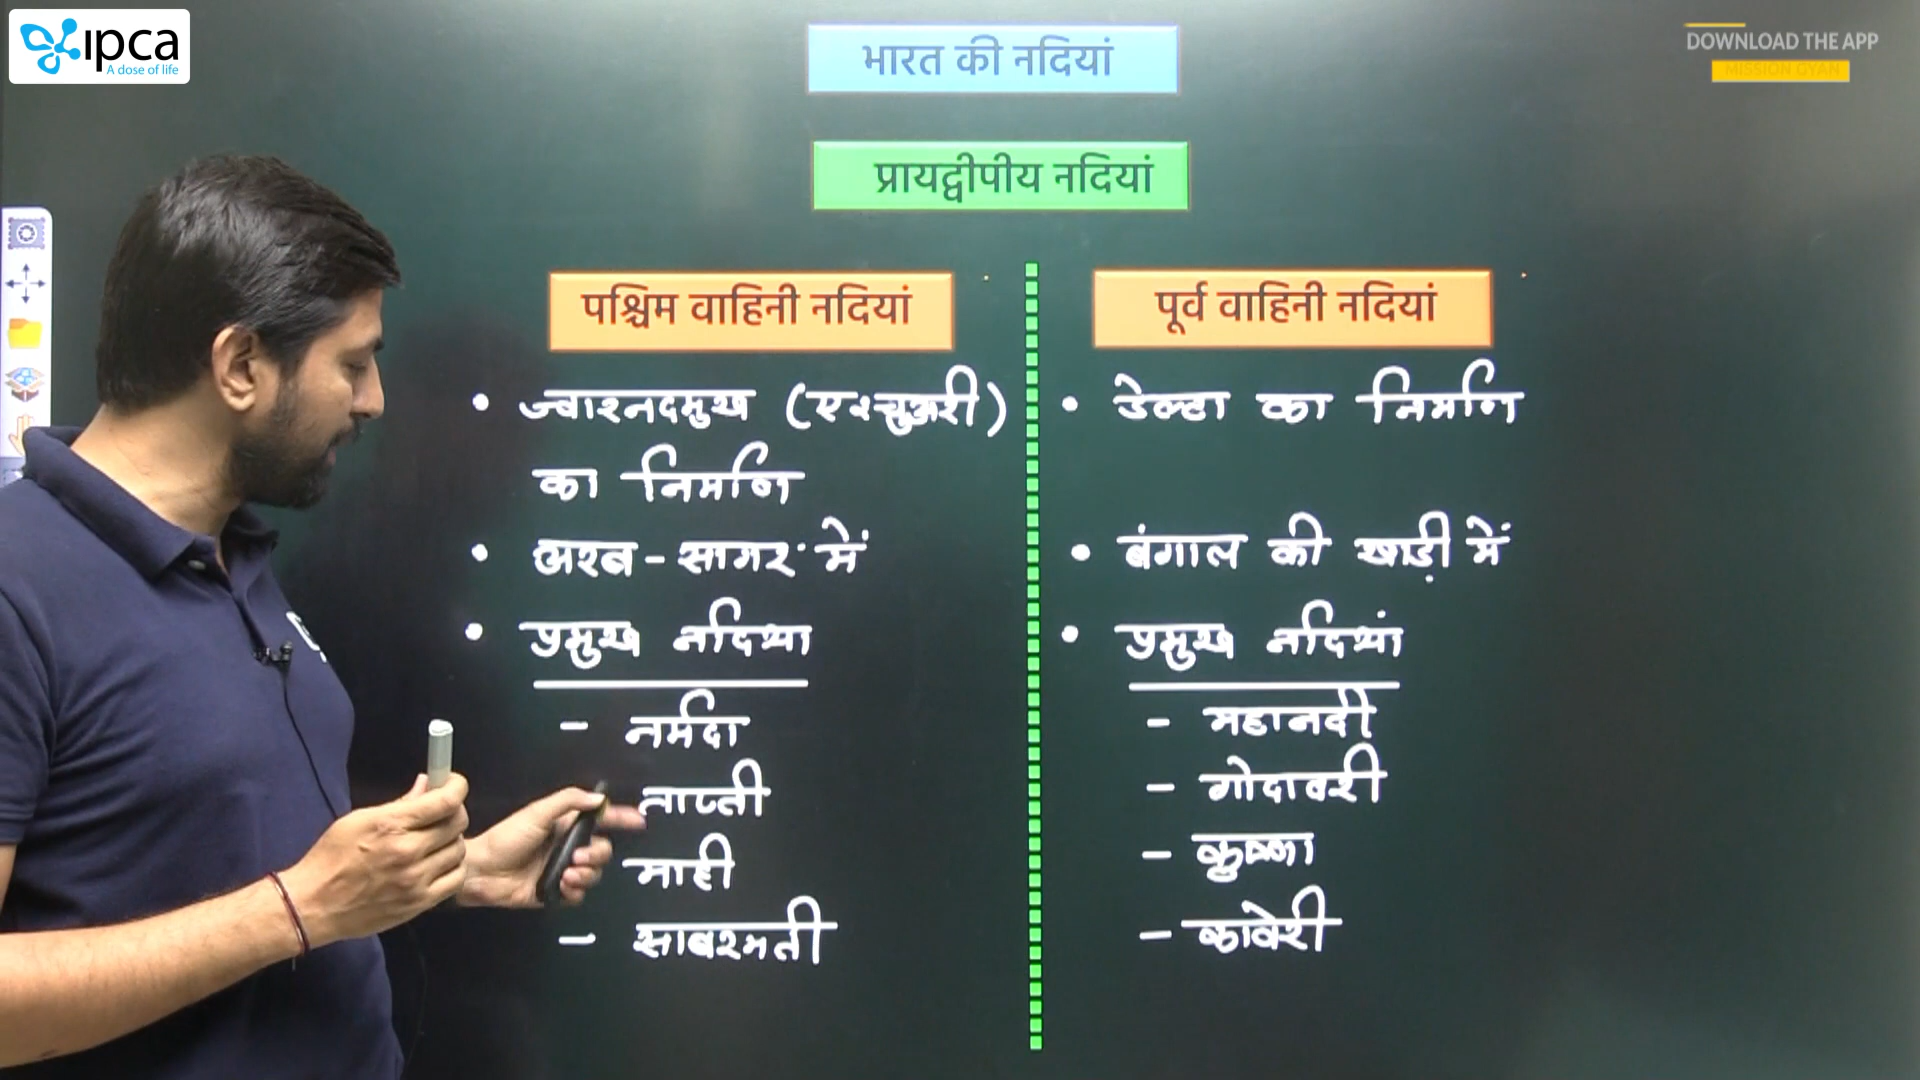 ipca
A dose of life
DOWNLOAD THE APP
MISSION GYAN
भारत की नदियां
प्रायद्वीपीय नदियां
पश्चिम वाहिनी नदियां
• ज्वारनदमुख (एश्चुअरी)
का निर्माण
• अरब - सागर में
• प्रमुख नदिया
- नर्मदा
ताप्ती
माही
- साबरमती
पूर्व वाहिनी नदियां
• डेल्टा का निर्माण
• बंगाल की खाड़ी में
• प्रमुख नदियां
- महानदी
- गोदावरी
- कृष्णा
- कावेरी